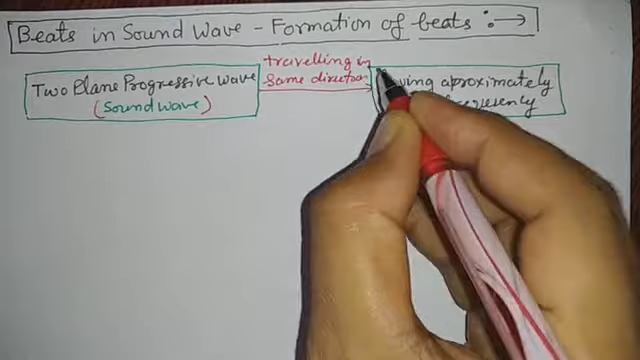 Beats in Sound Wave - Formation of beats :→
Two Plane Progressive wave
(Sound wave)
travelling in
Same direction
aproximately